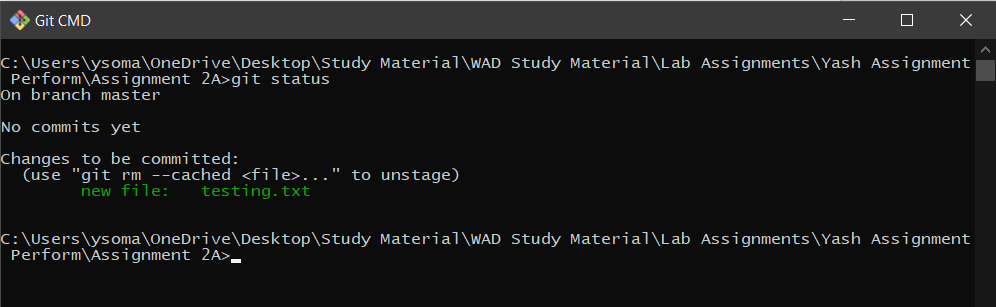 Git CMD
C:\Users\ysoma\OneDrive\Desktop\Study Material\WAD Study Material\Lab Assignments\Yash Assignment
Perform\Assignment 2A>git status
On branch master
No commits yet
Changes to be committed:
(use "git rm --cached <file>..." to unstage)
new file:   testing.txt
C:\Users\ysoma\OneDrive\Desktop\Study Material\WAD Study Material\Lab Assignments\Yash Assignment
Perform\Assignment 2A>